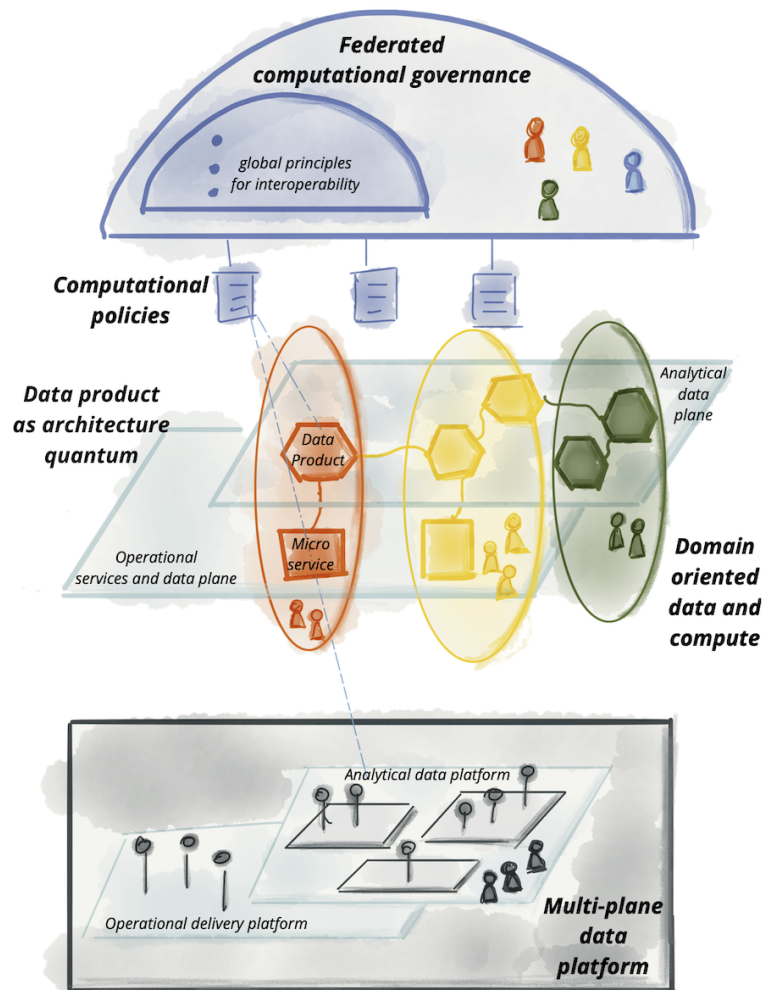 Federated
computational governance
global principles
for interoperability
Computational
policies
Data product
as architecture
quantum
Analytical
data
plane
Data
Product
Micro
service
Operational
services and data plane
Domain
oriented
data and
compute
Analytical data platform
Operational delivery platform
Multi-plane
data
platform